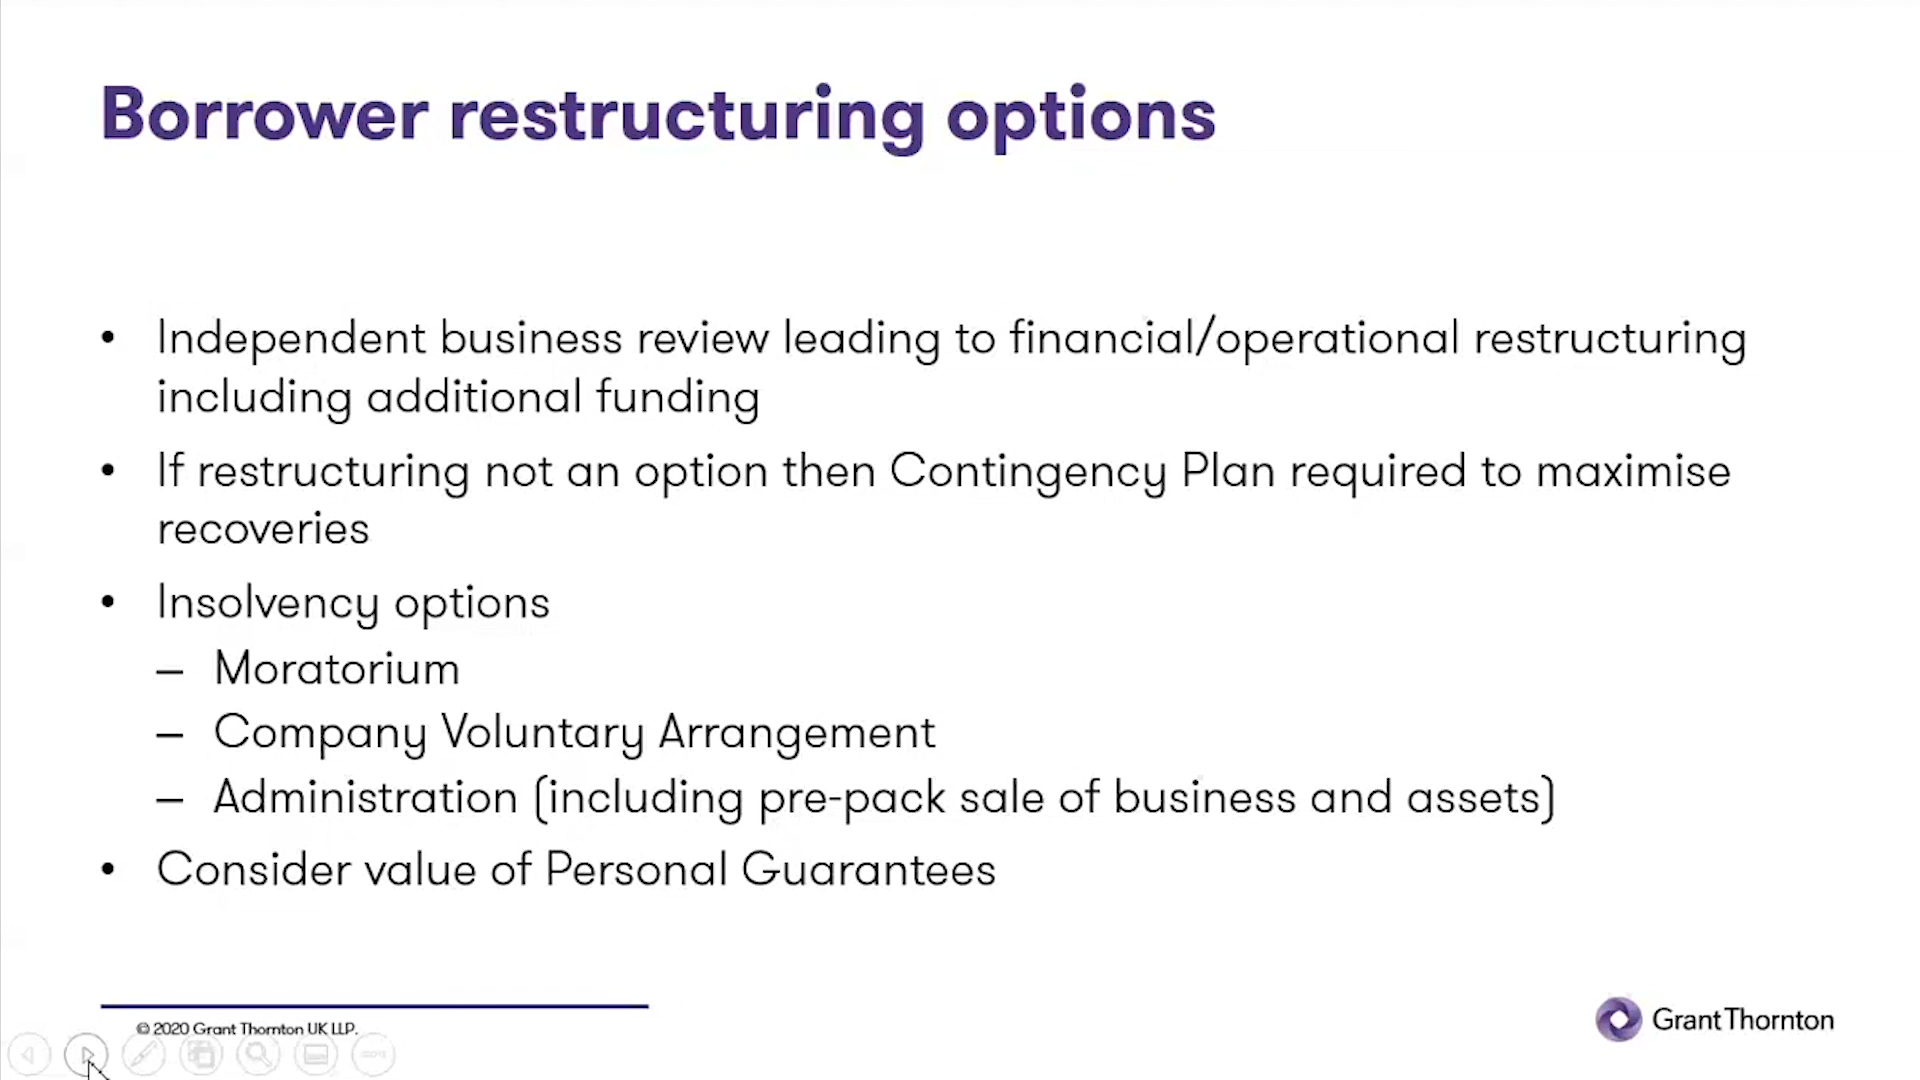 Borrower restructuring options
• Independent business review leading to financial/operational restructuring
including additional funding
• If restructuring not an option then Contingency Plan required to maximise
recoveries
• Insolvency options
– Moratorium
– Company Voluntary Arrangement
– Administration (including pre-pack sale of business and assets)
• Consider value of Personal Guarantees
© 2020 Grant Thornton UK LLP.
Grant Thornton